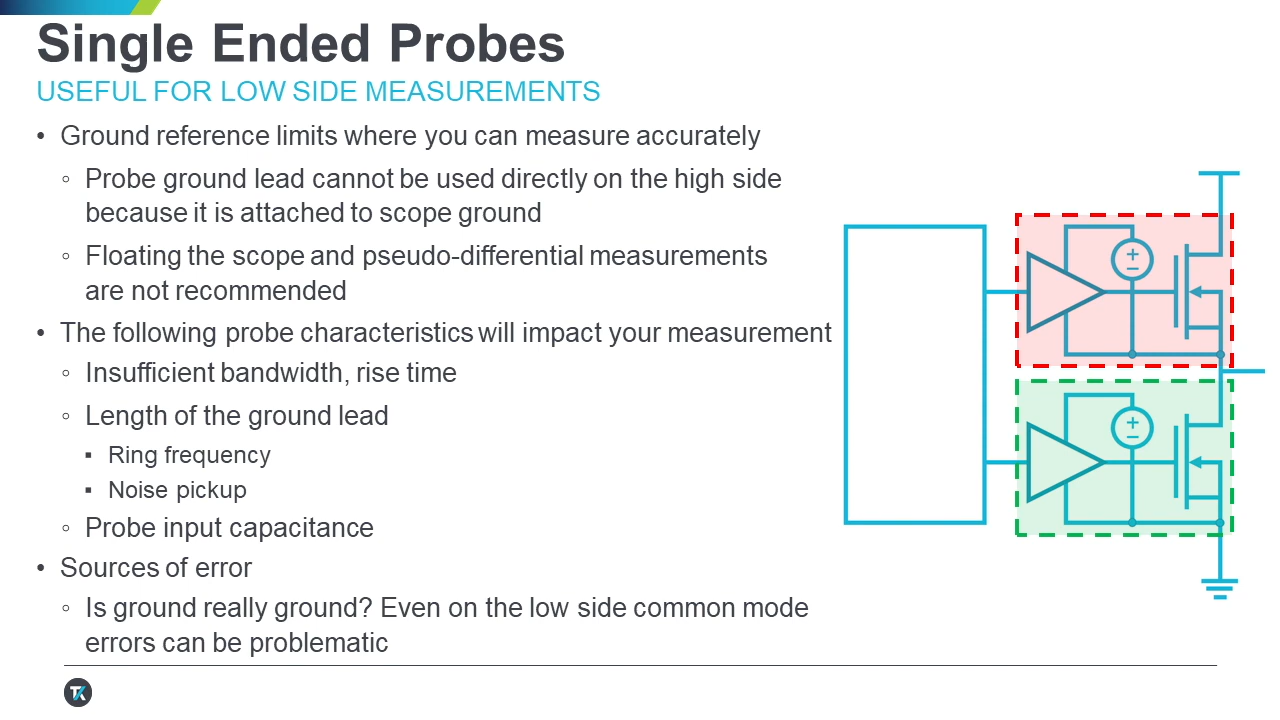 Single Ended Probes
USEFUL FOR LOW SIDE MEASUREMENTS
• Ground reference limits where you can measure accurately
◦ Probe ground lead cannot be used directly on the high side
because it is attached to scope ground
◦ Floating the scope and pseudo-differential measurements
are not recommended
• The following probe characteristics will impact your measurement
◦ Insufficient bandwidth, rise time
◦ Length of the ground lead
▪ Ring frequency
▪ Noise pickup
◦ Probe input capacitance
• Sources of error
◦ Is ground really ground? Even on the low side common mode
errors can be problematic
+
−
+
−
TK